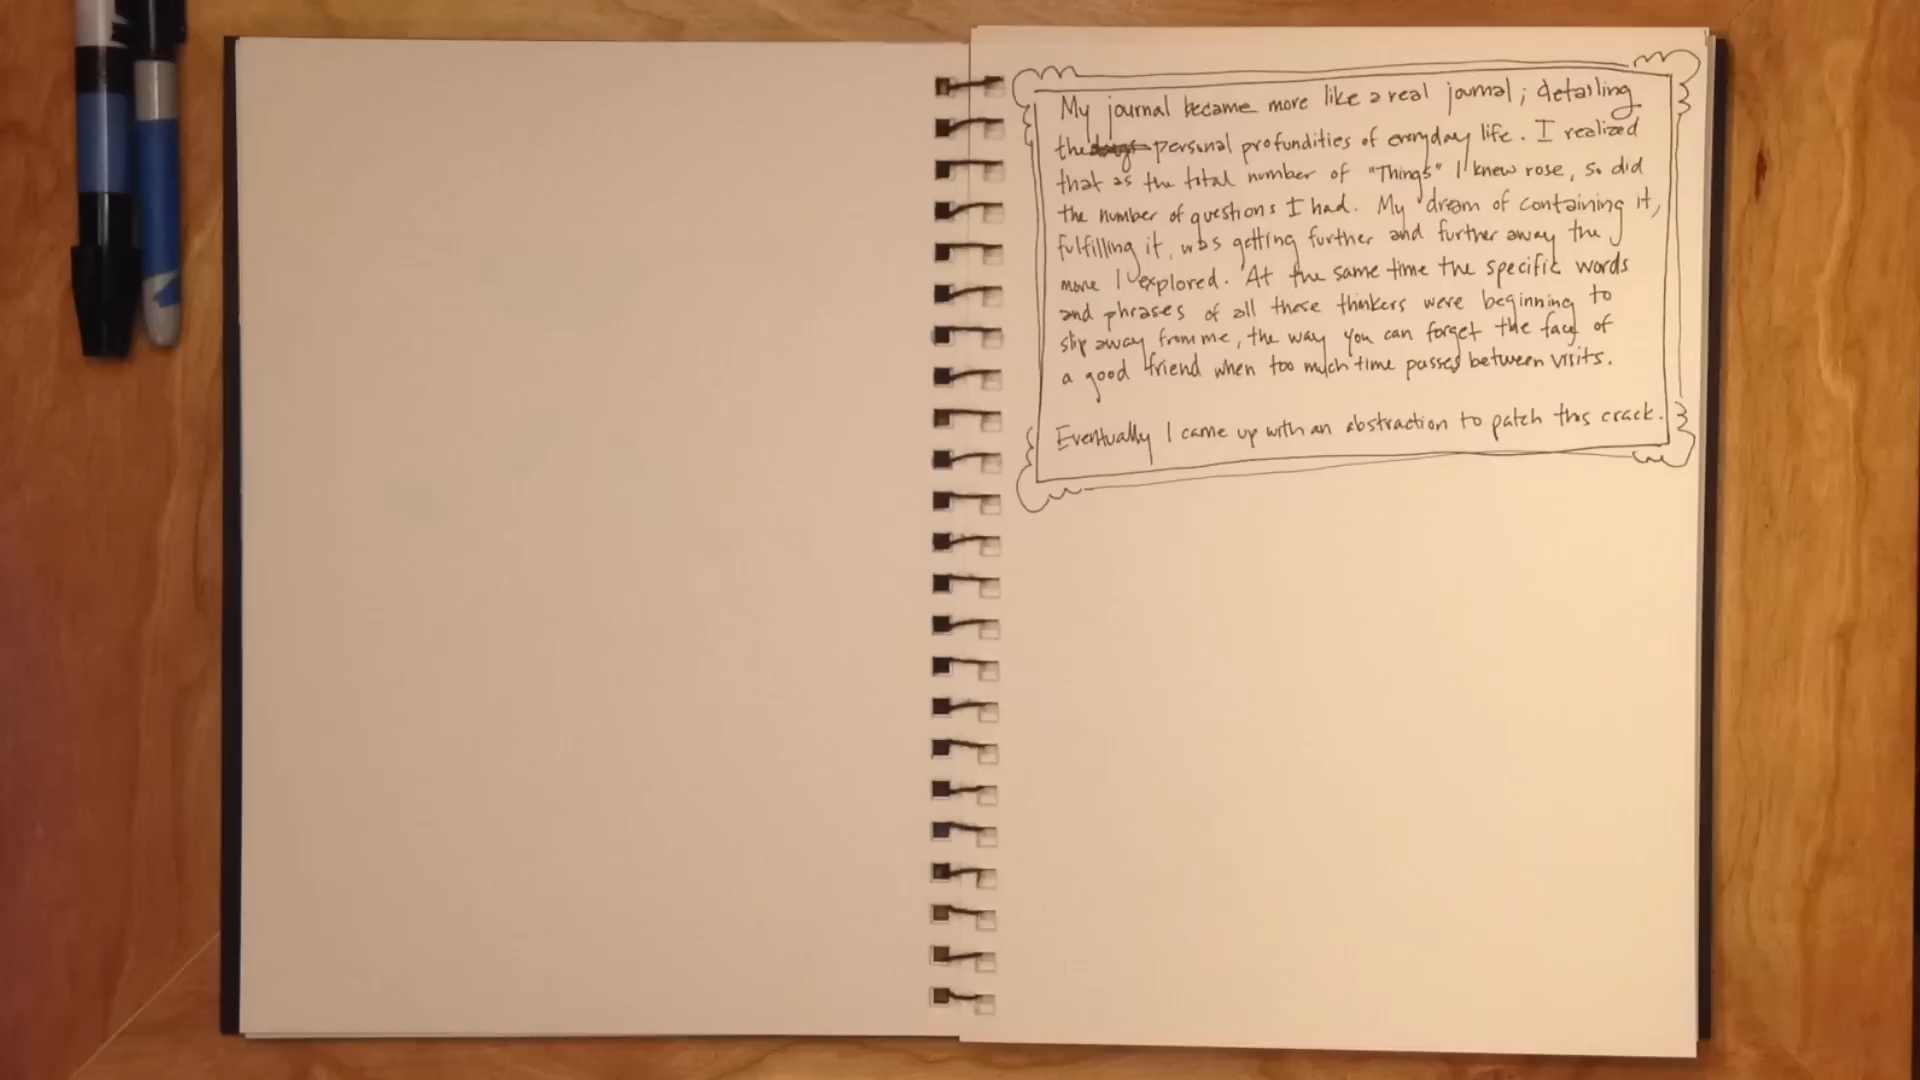 My journal became more like a real journal; detailing
the personal profundities of everyday life. I realized
that as the total number of "Things" I knew rose, so did
the number of questions I had. My dream of containing it,
fulfilling it, was getting further and further away the
more I explored. At the same time the specific words
and phrases of all these thinkers were beginning to
slip away from me, the way you can forget the face of
a good friend when too much time passes between visits.
Eventually I came up with an abstraction to patch this crack.